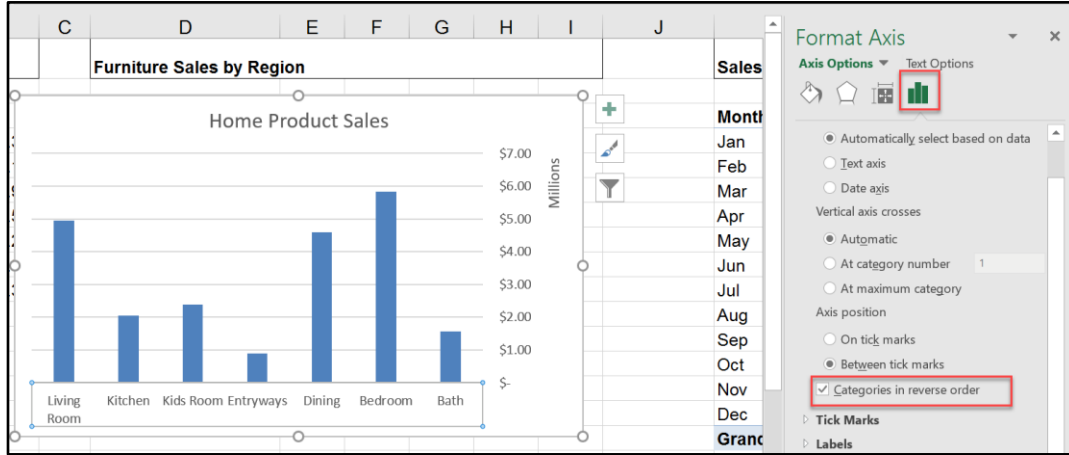 C D E F G H I J
Furniture Sales by Region
Sales
Home Product Sales
$7.00
$6.00
$5.00
$4.00
$3.00
$2.00
$1.00
$-
Millions
Living Room
Kitchen
Kids Room
Entryways
Dining
Bedroom
Bath
Month
Jan
Feb
Mar
Apr
May
Jun
Jul
Aug
Sep
Oct
Nov
Dec
Grand
Format Axis
Axis Options Text Options
Automatically select based on data
Text axis
Date axis
Vertical axis crosses
Automatic
At category number 1
At maximum category
Axis position
On tick marks
Between tick marks
Categories in reverse order
Tick Marks
Labels